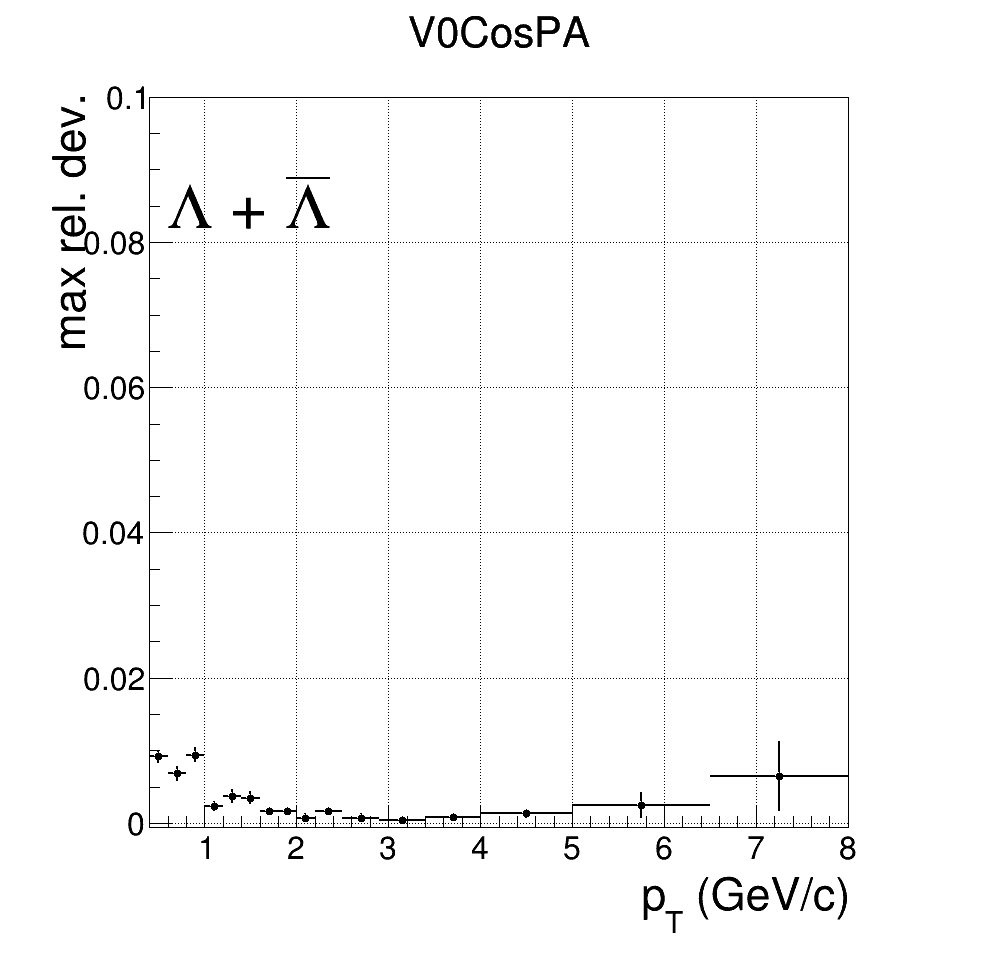 V0CosPA
max rel. dev.
0.1
0.08
0.06
0.04
0.02
0
Λ + Λ̅
1 2 3 4 5 6 7 8
p_T (GeV/c)